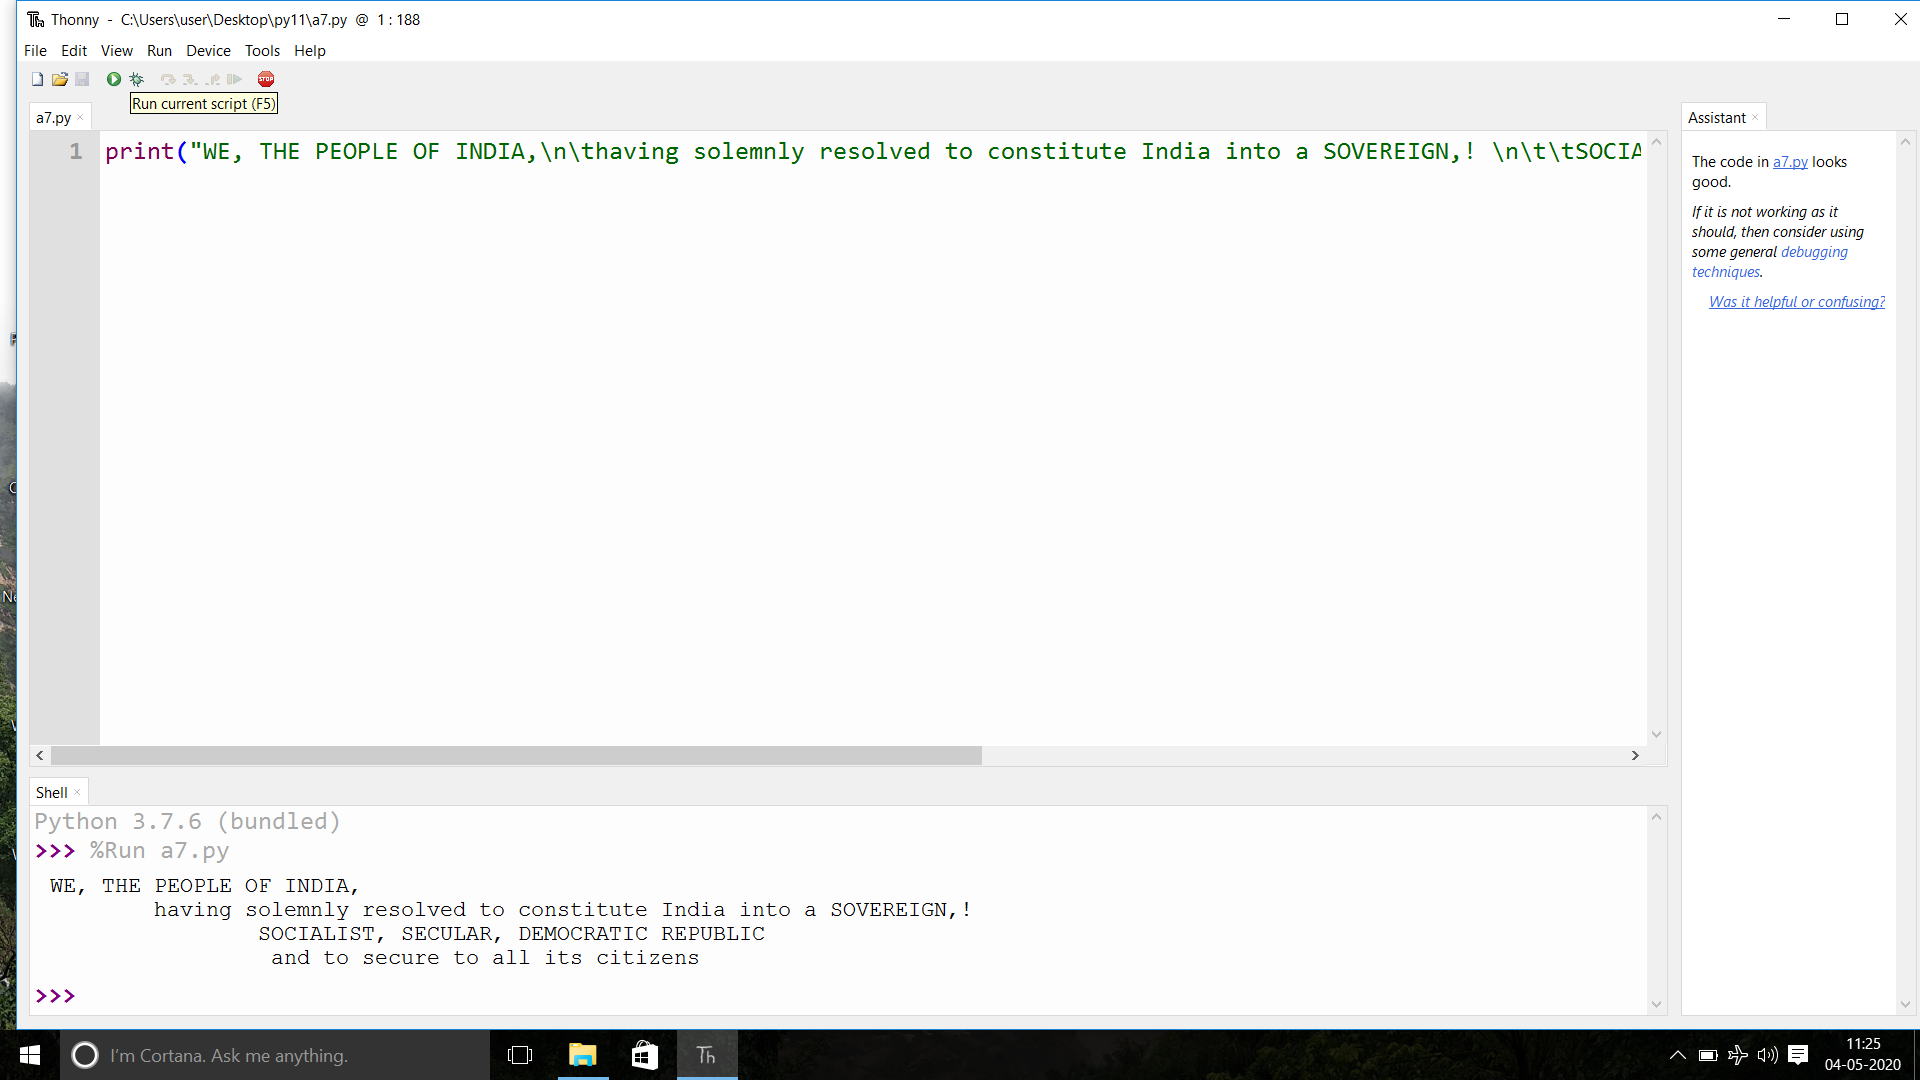 Thonny - C:\Users\user\Desktop\py11\a7.py @ 1 : 188
File Edit View Run Device Tools Help
STOP
Run current script (F5)
a7.py ×
1 print("WE, THE PEOPLE OF INDIA,\n\thaving solemnly resolved to constitute India into a SOVEREIGN,! \n\t\tSOCIA
Assistant ×
The code in a7.py looks
good.
If it is not working as it
should, then consider using
some general debugging
techniques.
Was it helpful or confusing?
Ne
Shell ×
Python 3.7.6 (bundled)
>>> %Run a7.py
WE, THE PEOPLE OF INDIA,
having solemnly resolved to constitute India into a SOVEREIGN,!
SOCIALIST, SECULAR, DEMOCRATIC REPUBLIC
and to secure to all its citizens
>>>
I'm Cortana. Ask me anything.
Th
11:25
04-05-2020